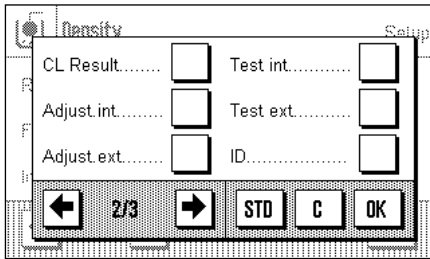 Density
Setup
CL Result........ Test int............
Adjust.int........ Test ext...........
Adjust.ext....... ID..................
2/3 STD C OK